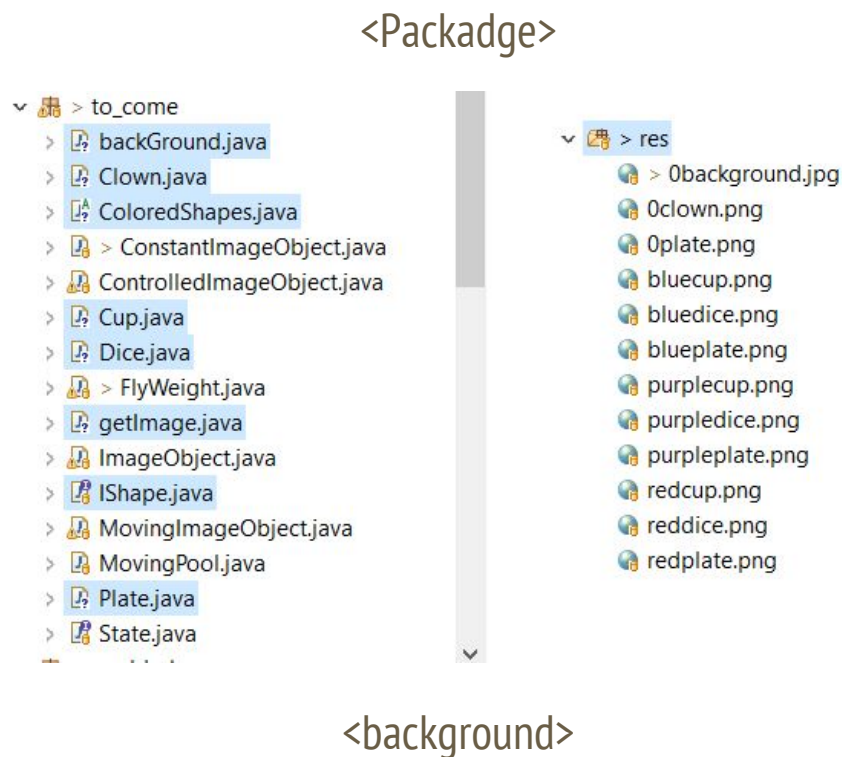 <Packadge>
> to_come
backGround.java
Clown.java
ColoredShapes.java
> ConstantImageObject.java
ControlledImageObject.java
Cup.java
Dice.java
> FlyWeight.java
getImage.java
ImageObject.java
IShape.java
MovingImageObject.java
MovingPool.java
Plate.java
State.java
> res
> 0background.jpg
0clown.png
0plate.png
bluecup.png
bluedice.png
blueplate.png
purplecup.png
purpledice.png
purpleplate.png
redcup.png
reddice.png
redplate.png
<background>